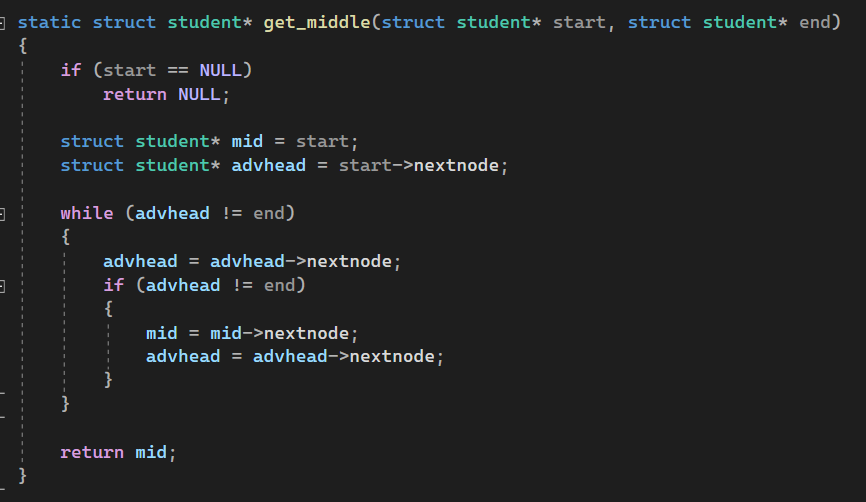 static struct student* get_middle(struct student* start, struct student* end)
{
    if (start == NULL)
        return NULL;

    struct student* mid = start;
    struct student* advhead = start->nextnode;

    while (advhead != end)
    {
        advhead = advhead->nextnode;
        if (advhead != end)
        {
            mid = mid->nextnode;
            advhead = advhead->nextnode;
        }
    }

    return mid;
}